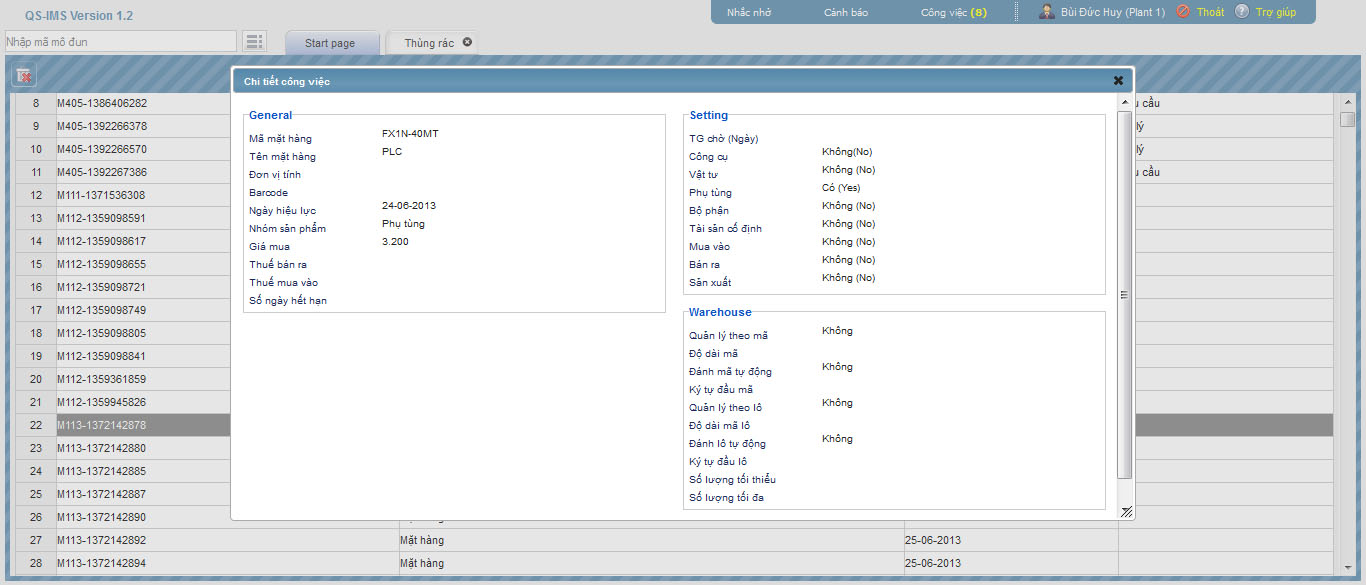 QS-IMS Version 1.2
Nhắc nhở Cảnh báo Công việc (8) Bùi Đức Huy (Plant 1) Thoát Trợ giúp
Nhập mã mô đun Start page Thùng rác
Chi tiết công việc
General
Mã mặt hàng FX1N-40MT
Tên mặt hàng PLC
Đơn vị tính
Barcode
Ngày hiệu lực 24-06-2013
Nhóm sản phẩm Phụ tùng
Giá mua 3.200
Thuế bán ra
Thuế mua vào
Số ngày hết hạn
Setting
TG chờ (Ngày)
Công cụ Không(No)
Vật tư Không (No)
Phụ tùng Có (Yes)
Bộ phận Không (No)
Tài sản cố định Không (No)
Mua vào Không (No)
Bán ra Không (No)
Sản xuất Không (No)
Warehouse
Quản lý theo mã Không
Độ dài mã
Đánh mã tự động Không
Ký tự đầu mã
Quản lý theo lô Không
Độ dài mã lô
Đánh lô tự động Không
Ký tự đầu lô
Số lượng tối thiểu
Số lượng tối đa
8 M405-1386406282 cầu
9 M405-1392266378 lý
10 M405-1392266570 lý
11 M405-1392267386 cầu
12 M111-1371536308
13 M112-1359098591
14 M112-1359098617
15 M112-1359098655
16 M112-1359098721
17 M112-1359098749
18 M112-1359098805
19 M112-1359098841
20 M112-1359361859
21 M112-1359945826
22 M113-1372142878
23 M113-1372142880
24 M113-1372142885
25 M113-1372142887
26 M113-1372142890
27 M113-1372142892 Mặt hàng 25-06-2013
28 M113-1372142894 Mặt hàng 25-06-2013